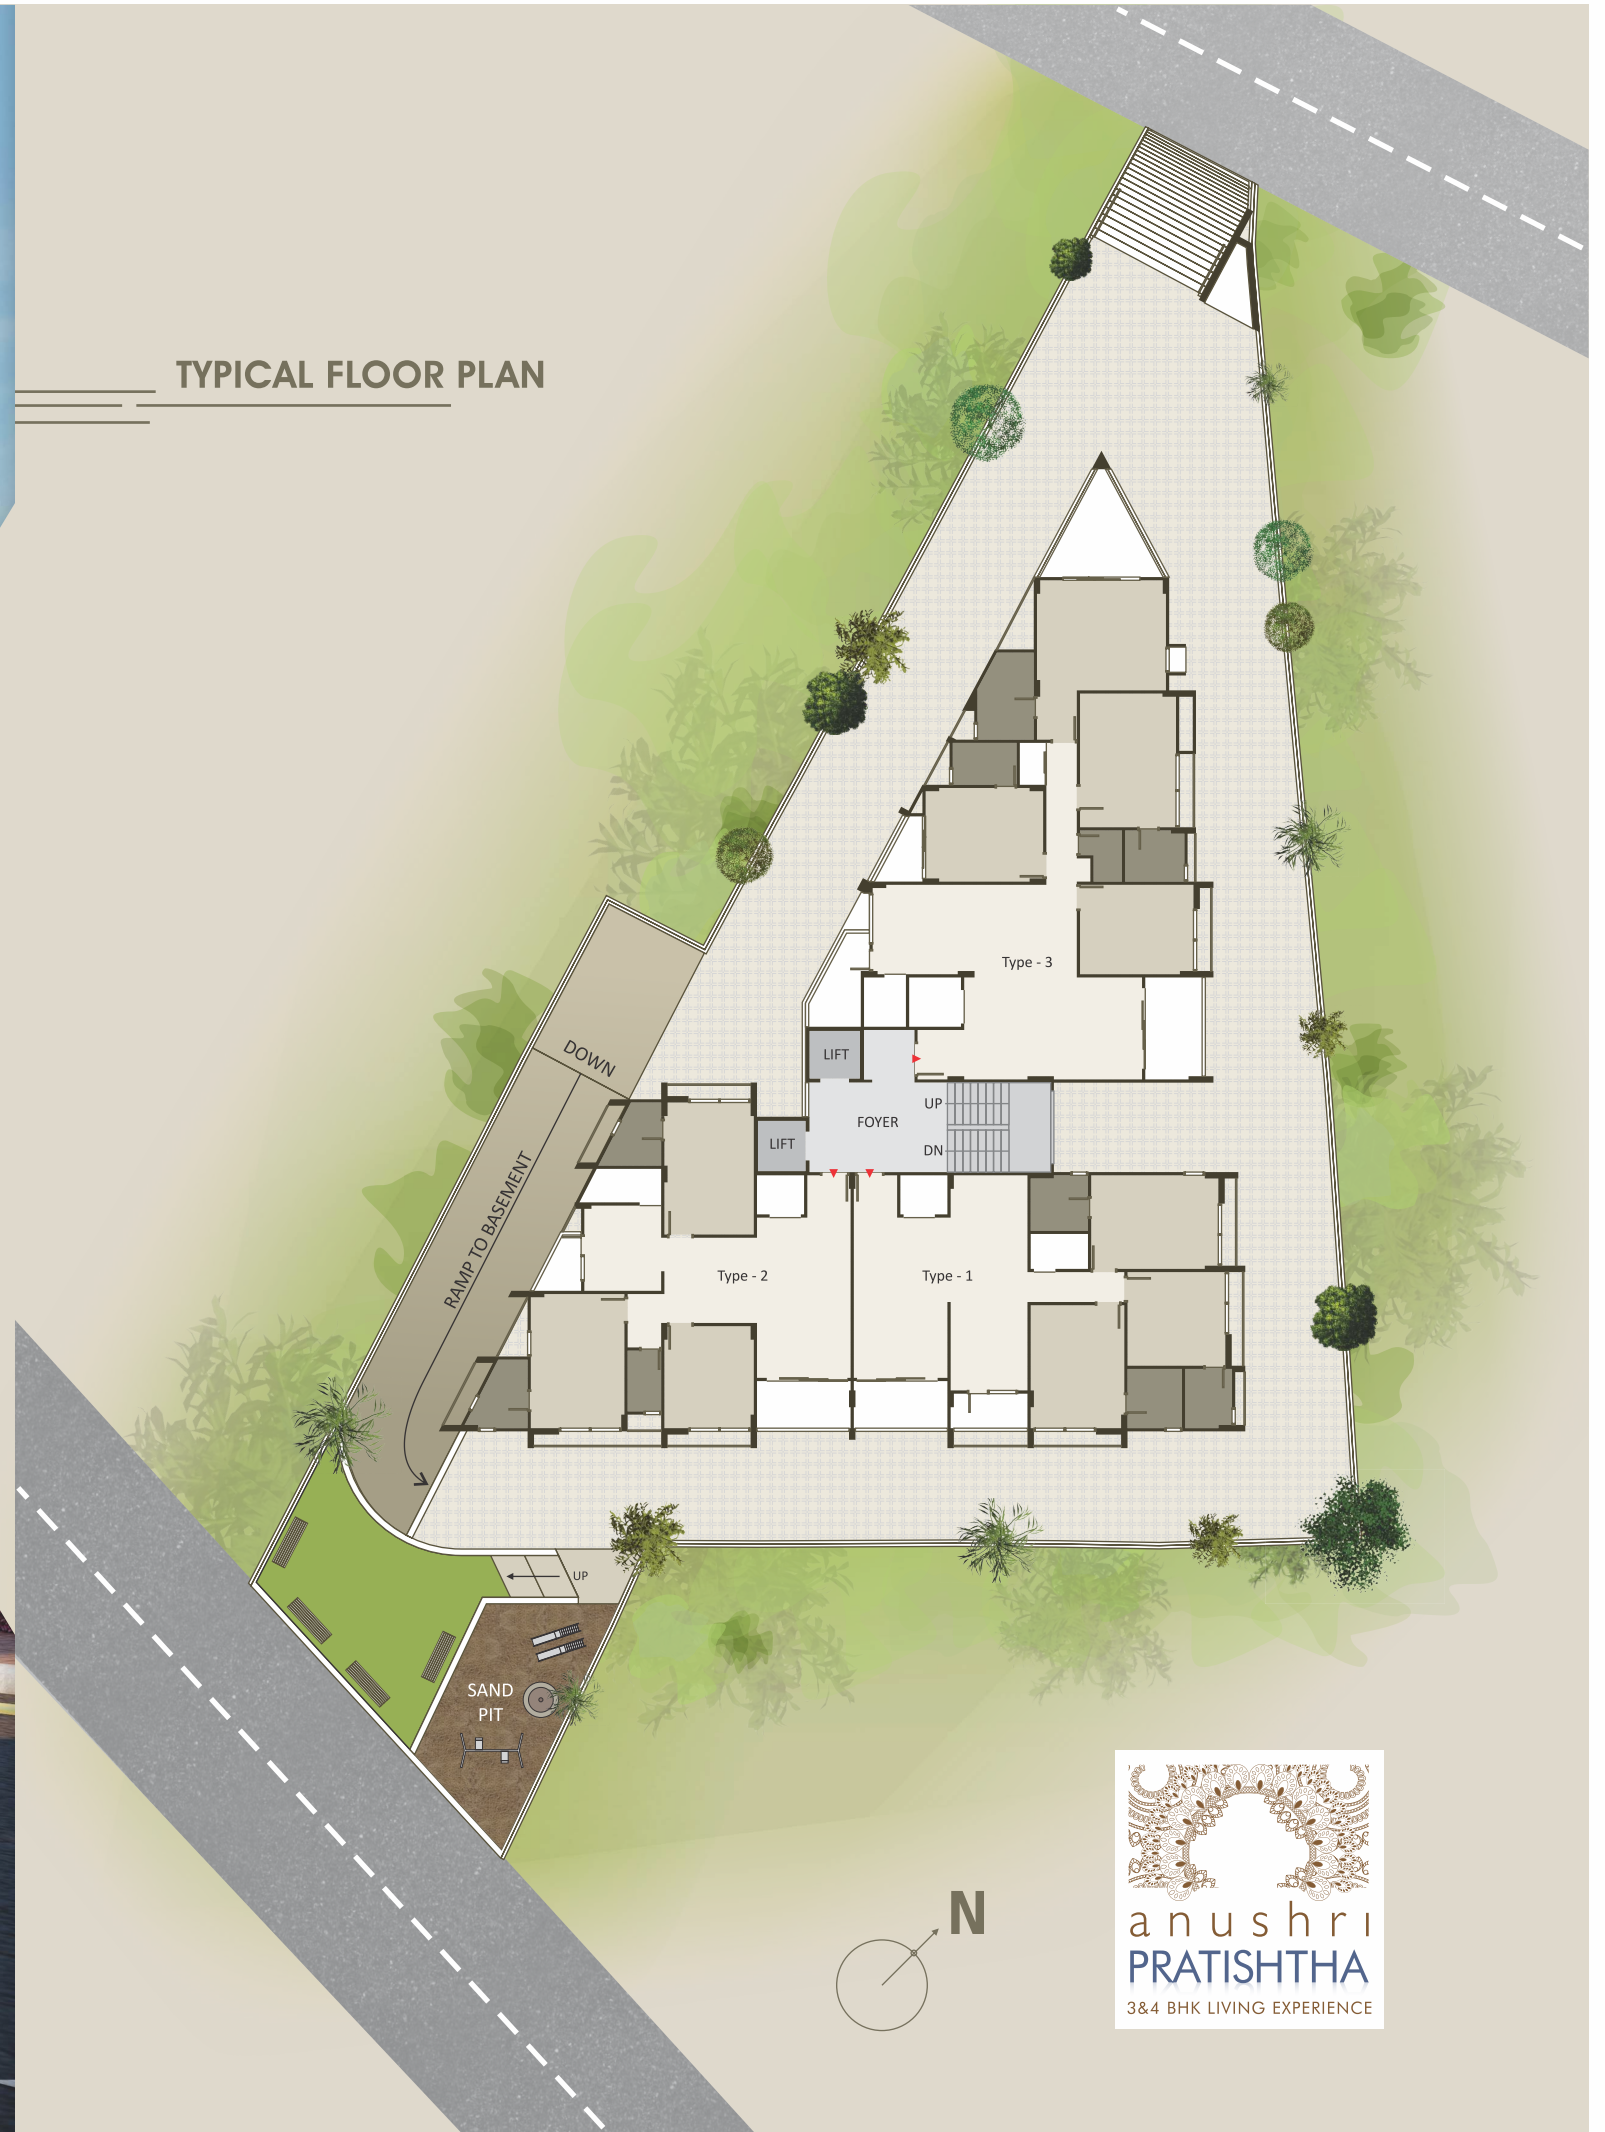 TYPICAL FLOOR PLAN
Type - 3
DOWN
LIFT
UP
FOYER
LIFT
DN
RAMP TO BASEMENT
Type - 2
Type - 1
UP
SAND
PIT
N
anushri
PRATISHTHA
3&4 BHK LIVING EXPERIENCE